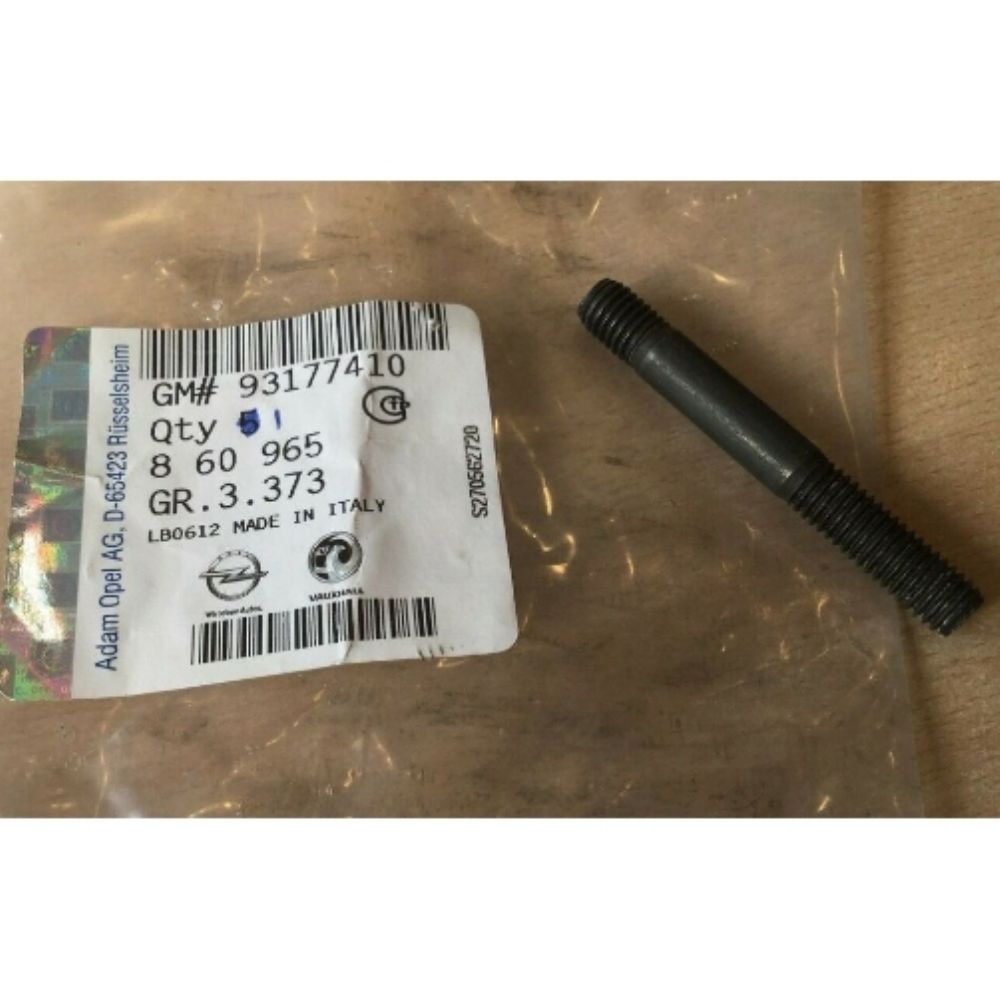 Adam Opel AG, D-65423 Rüsselsheim
GM# 93177410
Qty 1
8 60 965
GR.3.373
LB0612 MADE IN ITALY
S270562720
VAUXHALL